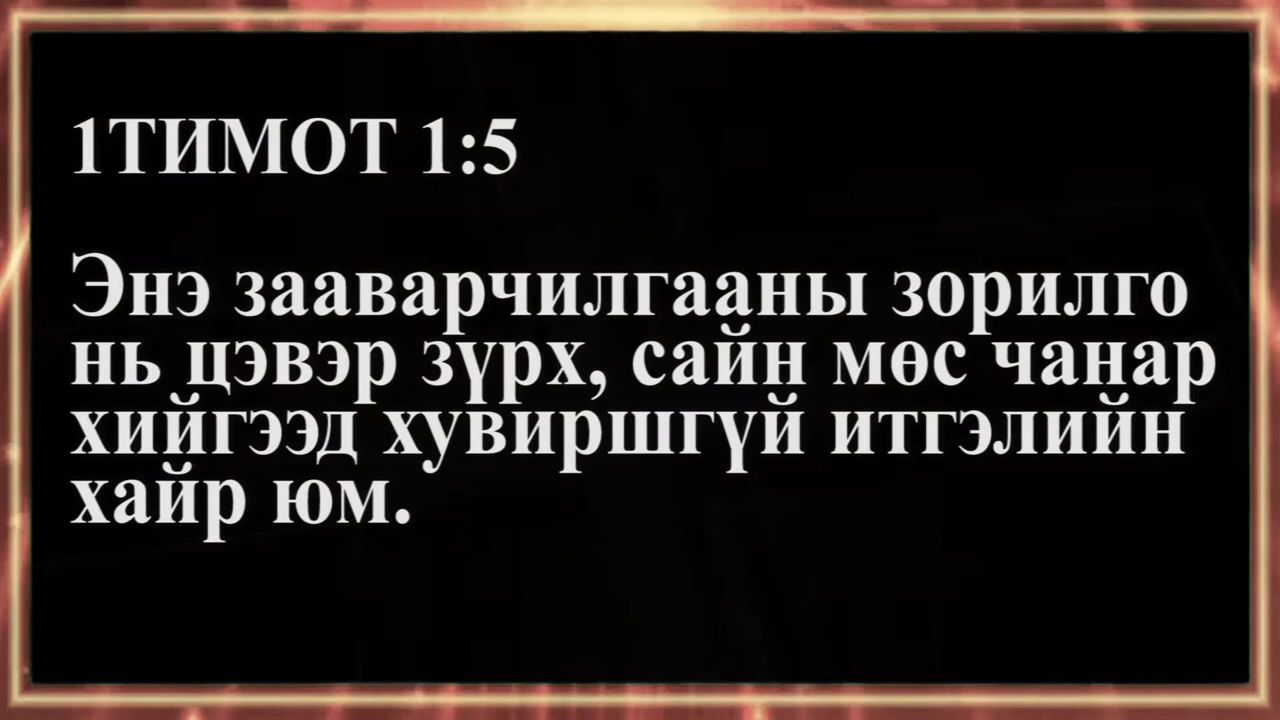 1ТИМОТ 1:5
Энэ зааварчилгааны зорилго
нь цэвэр зүрх, сайн мөс чанар
хийгээд хувиршгүй итгэлийн
хайр юм.